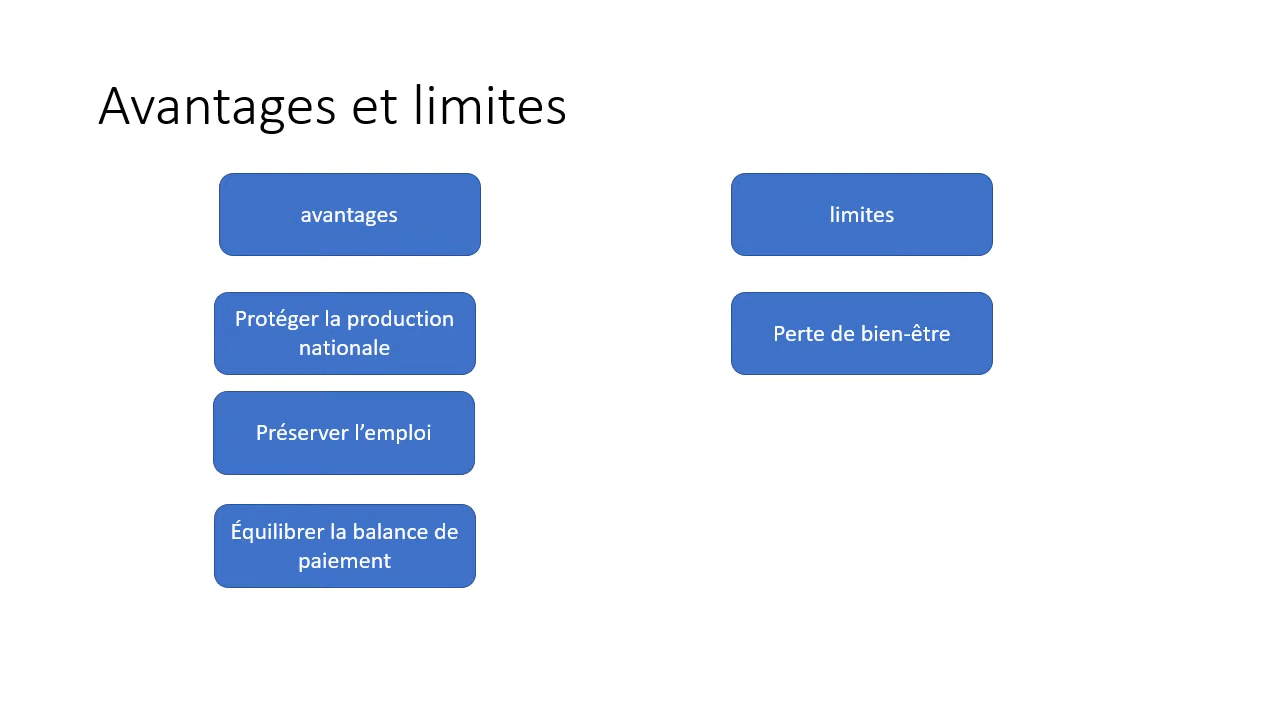 Avantages et limites
avantages
limites
Protéger la production
nationale
Perte de bien-être
Préserver l’emploi
Équilibrer la balance de
paiement